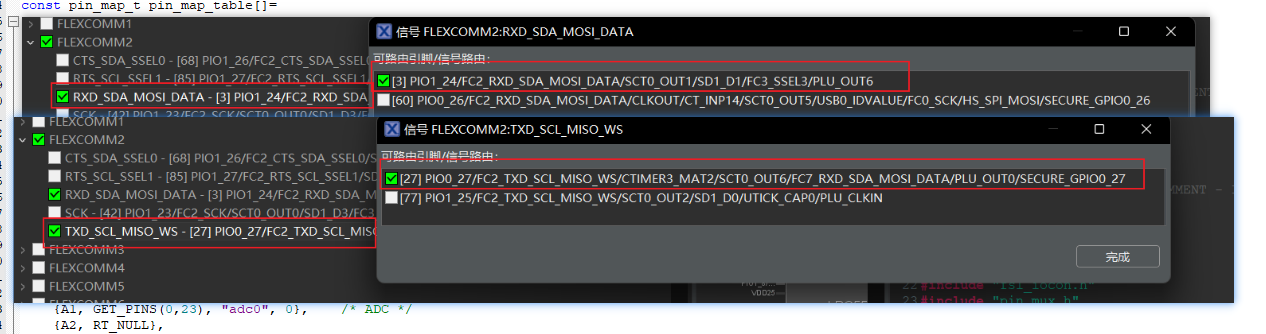 const pin_map_t pin_map_table[]=
FLEXCOMM1
FLEXCOMM2
CTS_SDA_SSEL0 - [68] PIO1_26/FC2_CTS_SDA_SSEL0
RTS_SCL_SSEL1 - [85] PIO1_27/FC2_RTS_SCL_SSEL1/
RXD_SDA_MOSI_DATA - [3] PIO1_24/FC2_RXD_SDA
SCK - [42] PIO1_23/FC2_SCK/SCT0_OUT0/SD1_D3/F
信号 FLEXCOMM2:RXD_SDA_MOSI_DATA
可路由引脚/信号路由:
[3] PIO1_24/FC2_RXD_SDA_MOSI_DATA/SCT0_OUT1/SD1_D1/FC3_SSEL3/PLU_OUT6
[60] PIO0_26/FC2_RXD_SDA_MOSI_DATA/CLKOUT/CT_INP14/SCT0_OUT5/USB0_IDVALUE/FC0_SCK/HS_SPI_MOSI/SECURE_GPIO0_26
FLEXCOMM1
FLEXCOMM2
CTS_SDA_SSEL0 - [68] PIO1_26/FC2_CTS_SDA_SSEL0/S
RTS_SCL_SSEL1 - [85] PIO1_27/FC2_RTS_SCL_SSEL1/S
RXD_SDA_MOSI_DATA - [3] PIO1_24/FC2_RXD_SDA_M
SCK - [42] PIO1_23/FC2_SCK/SCT0_OUT0/SD1_D3/FC3
TXD_SCL_MISO_WS - [27] PIO0_27/FC2_TXD_SCL_MISO
FLEXCOMM3
FLEXCOMM4
FLEXCOMM5
信号 FLEXCOMM2:TXD_SCL_MISO_WS
可路由引脚/信号路由:
[27] PIO0_27/FC2_TXD_SCL_MISO_WS/CTIMER3_MAT2/SCT0_OUT6/FC7_RXD_SDA_MOSI_DATA/PLU_OUT0/SECURE_GPIO0_27
[77] PIO1_25/FC2_TXD_SCL_MISO_WS/SCT0_OUT2/SD1_D0/UTICK_CAP0/PLU_CLKIN
完成
VDD25
22 #include "fsl_iocon.h"
23 #include "pin_mux.h"
{A1, GET_PINS(0,23), "adc0", 0}, /* ADC */
{A2, RT_NULL},